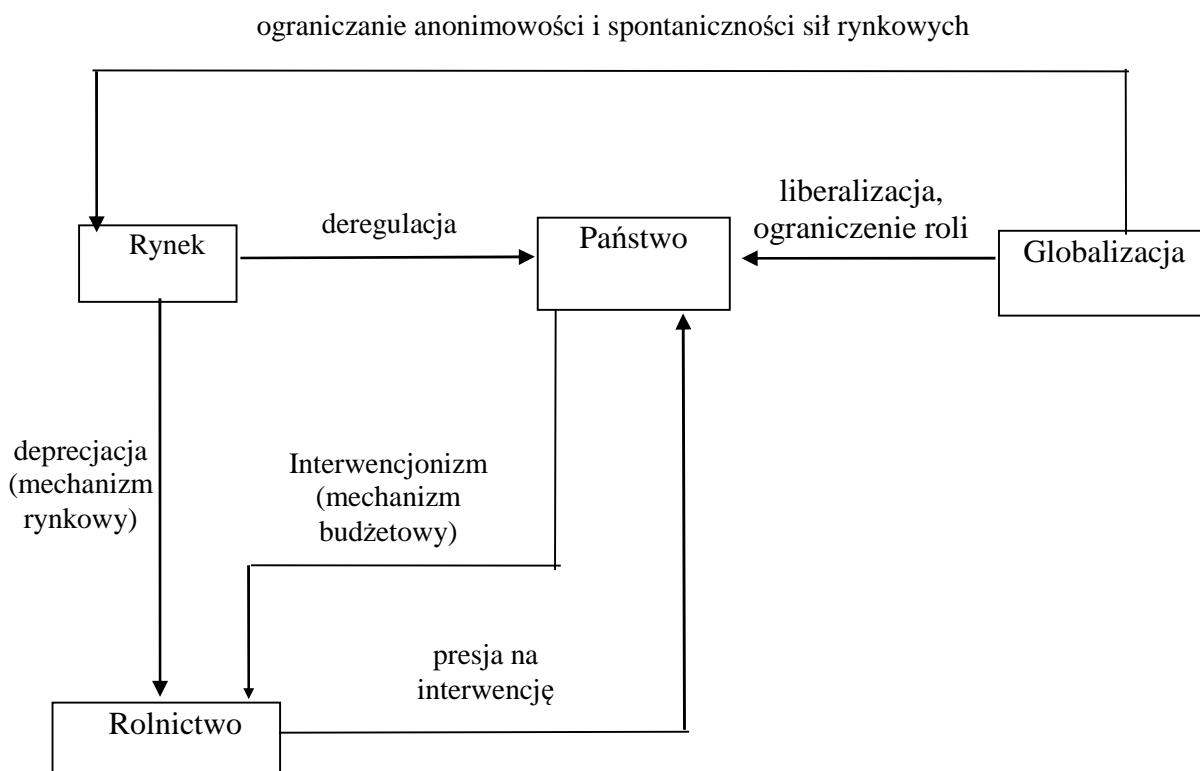 ograniczanie anonimowości i spontaniczności sił rynkowych
liberalizacja,
ograniczenie roli
deregulacja
Rynek
Państwo
Globalizacja
deprecjacja
(mechanizm
rynkowy)
Interwencjonizm
(mechanizm
budżetowy)
presja na
interwencję
Rolnictwo